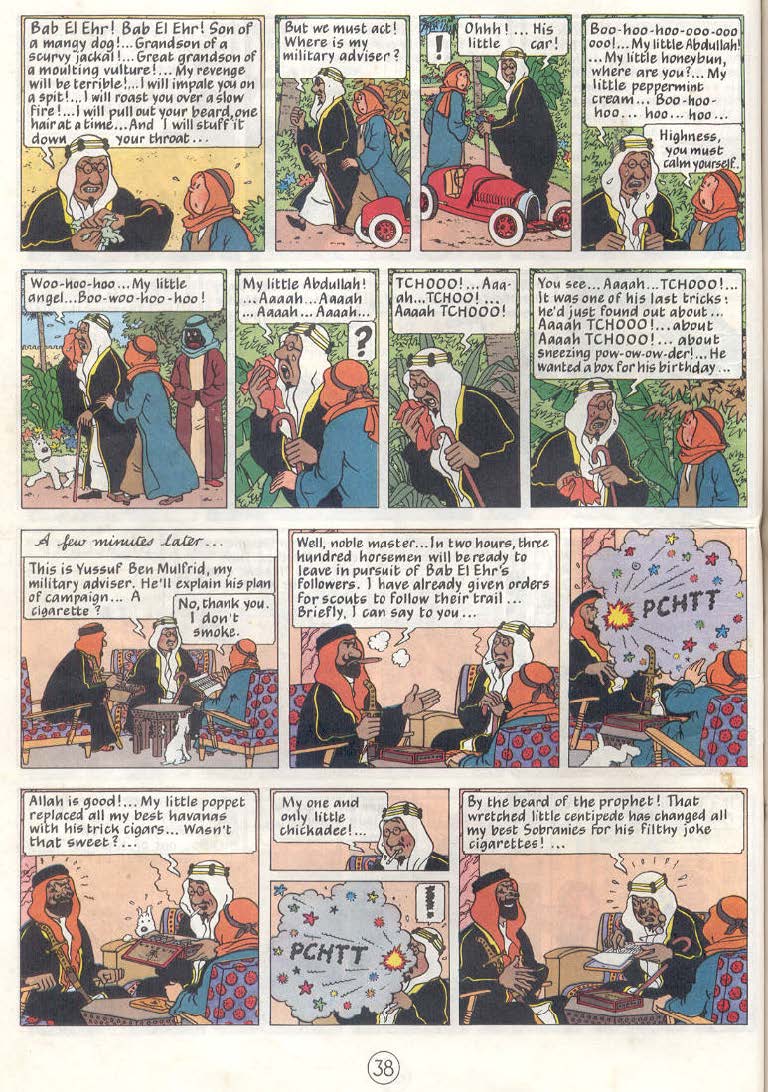 Bab El Ehr! Bab El Ehr! Son of
a mangy dog!...Grandson of a
scurvy jackal!...Great grandson of
a moulting vulture!... My revenge
will be terrible!...I will impale you on
a spit!...I will roast you over a slow
fire!...I will pull out your beard, one
hair at a time...And I will stuff it
down your throat...
But we must act!
Where is my
military adviser?
!
Ohhh!... His
little car!
Boo-hoo-hoo-ooo-ooo
ooo!...My little Abdullah!
...My little honeybun,
where are you?...My
little peppermint
cream... Boo-hoo-
hoo... hoo... hoo...
Highness,
you must
calm yourself.
Woo-hoo-hoo...My little
angel...Boo-woo-hoo-hoo!
My little Abdullah!
...Aaaah...Aaaah
...Aaaah...Aaaah...
?
TCHOOO!...Aaa-
ah...TCHOO!...
Aaaah TCHOOO!
You see...Aaaah...TCHOOO!...
It was one of his last tricks:
he'd just found out about...
Aaaah TCHOOO!...about
Aaaah TCHOOO!... about
sneezing pow-ow-ow-der!...He
wanted a box for his birthday...
A few minutes later...
This is Yussuf Ben Mulfrid, my
military adviser. He'll explain his plan
of campaign... A
cigarette?
No, thank you.
I don't
smoke.
Well, noble master...In two hours, three
hundred horsemen will be ready to
leave in pursuit of Bab El Ehr's
followers. I have already given orders
for scouts to follow their trail...
Briefly, I can say to you...
PCHTT
Allah is good!... My little poppet
replaced all my best havanas
with his trick cigars... Wasn't
that sweet?...
My one and
only little
chickadee!...
PCHTT
By the beard of the prophet! That
wretched little centipede has changed all
my best Sobranies for his filthy joke
cigarettes!...
38